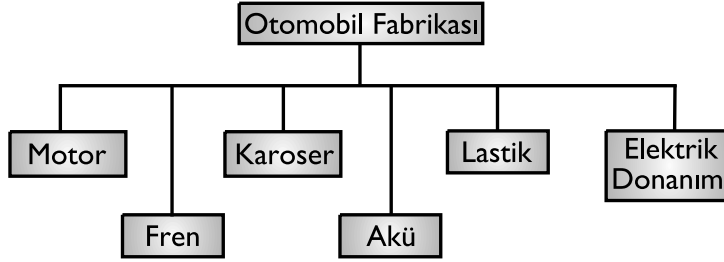 Otomobil Fabrikası
Motor
Karoser
Lastik
Elektrik
Donanım
Fren
Akü